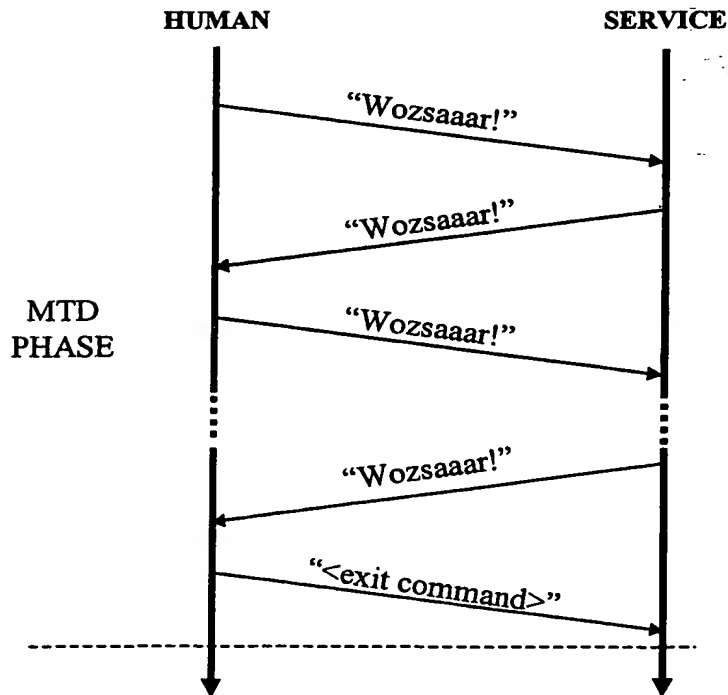 HUMAN SERVICE
“Wozsaaar!”
“Wozsaaar!”
MTD
PHASE
“Wozsaaar!”
“Wozsaaar!”
“<exit command>”